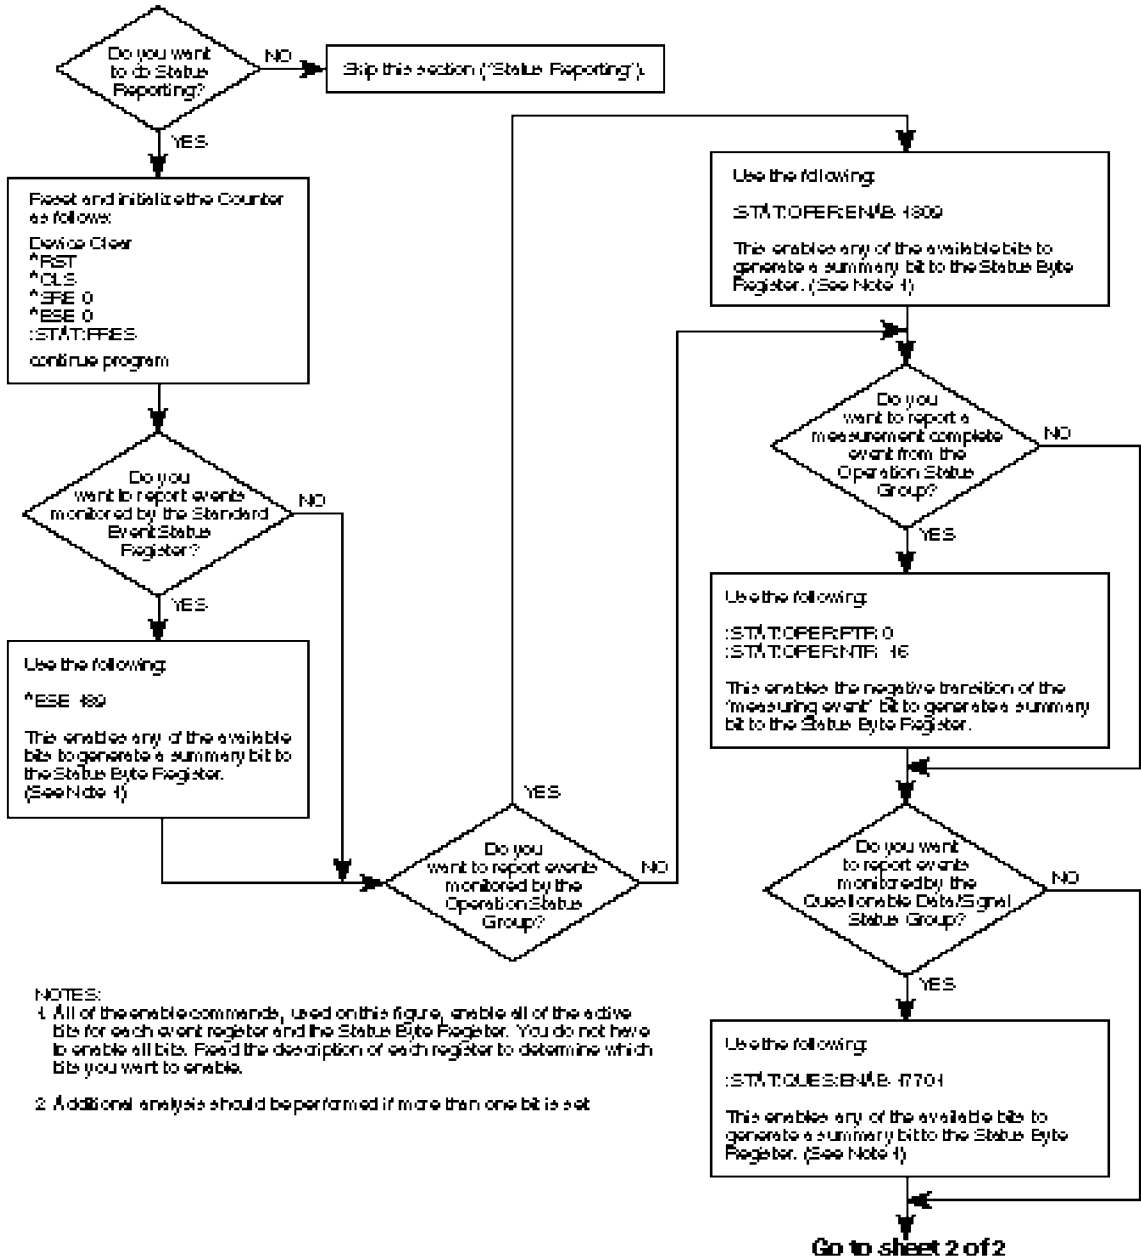 Do you want
to do Status
Reporting?
NO
Skip this section ("Status Reporting").
YES
Reset and initialize the Counter
as follows:
Device Clear
*RST
*CLS
*SRE 0
*ESE 0
:STAT:PRES
continue program
Do you
want to report events
monitored by the Standard
Event Status
Register?
NO
YES
Use the following:
*ESE 189
This enables any of the available
bits to generate a summary bit to
the Status Byte Register.
(See Note 1)
Do you
want to report events
monitored by the
Operation Status
Group?
YES
NO
Use the following:
:STAT:OPER:ENAB 1809
This enables any of the available bits to
generate a summary bit to the Status Byte
Register. (See Note 1)
Do you
want to report a
measurement complete
event from the
Operation Status
Group?
NO
YES
Use the following:
:STAT:OPER:PTR 0
:STAT:OPER:NTR 16
This enables the negative transition of the
"measuring event" bit to generate a summary
bit to the Status Byte Register.
Do you want
to report events
monitored by the
Questionable Data/Signal
Status Group?
NO
YES
Use the following:
:STAT:QUES:ENAB 17701
This enables any of the available bits to
generate a summary bit to the Status Byte
Register. (See Note 1)
Go to sheet 2 of 2
NOTES:
1 All of the enable commands, used on this figure, enable all of the active
bits for each event register and the Status Byte Register. You do not have
to enable all bits. Read the description of each register to determine which
bits you want to enable.
2 Additional analysis should be performed if more than one bit is set